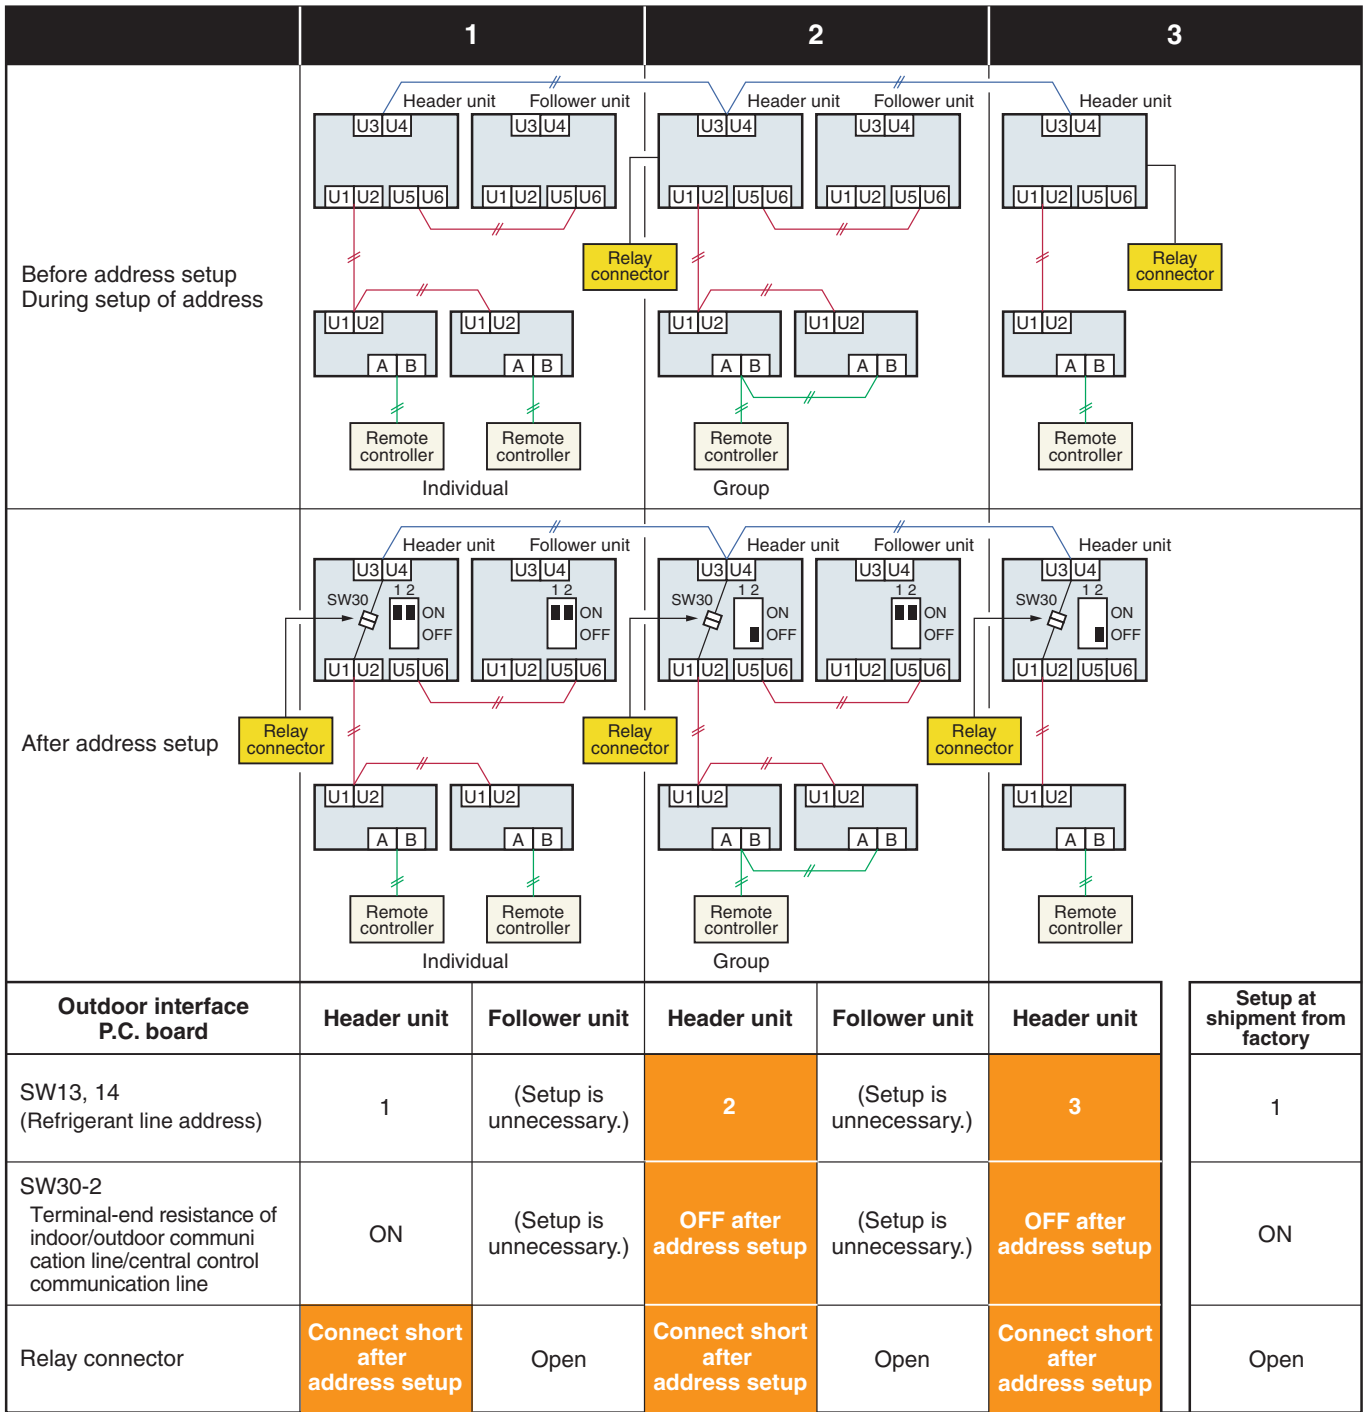 1 2 3
Header unit Follower unit Header unit Follower unit Header unit
U3 U4 U3 U4 U3 U4 U3 U4 U3 U4
U1 U2 U5 U6 U1 U2 U5 U6 U1 U2 U5 U6 U1 U2 U5 U6 U1 U2 U5 U6
Relay
connector
Relay
connector
Before address setup
During setup of address
U1 U2 U1 U2 U1 U2 U1 U2 U1 U2
A B A B A B A B A B
Remote
controller
Remote
controller
Remote
controller
Remote
controller
Individual Group
Header unit Follower unit Header unit Follower unit Header unit
U3 U4 U3 U4 U3 U4 U3 U4 U3 U4
1 2 1 2 1 2 1 2 1 2
SW30 ON ON SW30 ON ON SW30 ON
OFF OFF OFF OFF OFF
U1 U2 U5 U6 U1 U2 U5 U6 U1 U2 U5 U6 U1 U2 U5 U6 U1 U2 U5 U6
After address setup
Relay
connector
Relay
connector
Relay
connector
U1 U2 U1 U2 U1 U2 U1 U2 U1 U2
A B A B A B A B A B
Remote
controller
Remote
controller
Remote
controller
Remote
controller
Individual Group
Outdoor interface
P.C. board
Header unit
Follower unit
Header unit
Follower unit
Header unit
Setup at
shipment from
factory
SW13, 14
(Refrigerant line address)
1
(Setup is
unnecessary.)
2
(Setup is
unnecessary.)
3
1
SW30-2
Terminal-end resistance of
indoor/outdoor communi
cation line/central control
communication line
ON
(Setup is
unnecessary.)
OFF after
address setup
(Setup is
unnecessary.)
OFF after
address setup
ON
Relay connector
Connect short
after
address setup
Open
Connect short
after
address setup
Open
Connect short
after
address setup
Open